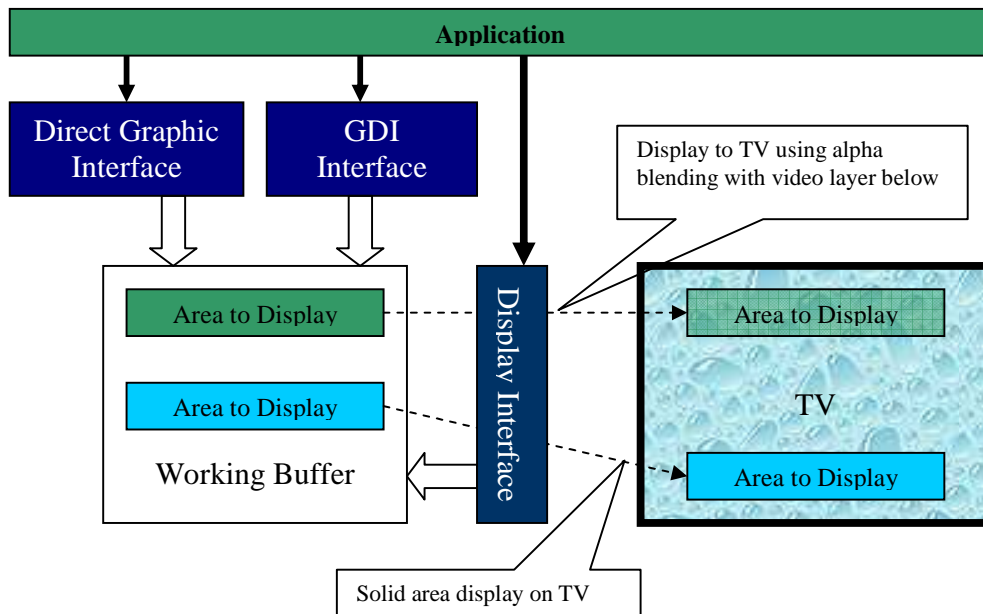 Application
Direct Graphic
Interface
GDI
Interface
Display to TV using alpha
blending with video layer below
Area to Display
Area to Display
Working Buffer
Display Interface
Area to Display
TV
Area to Display
Solid area display on TV